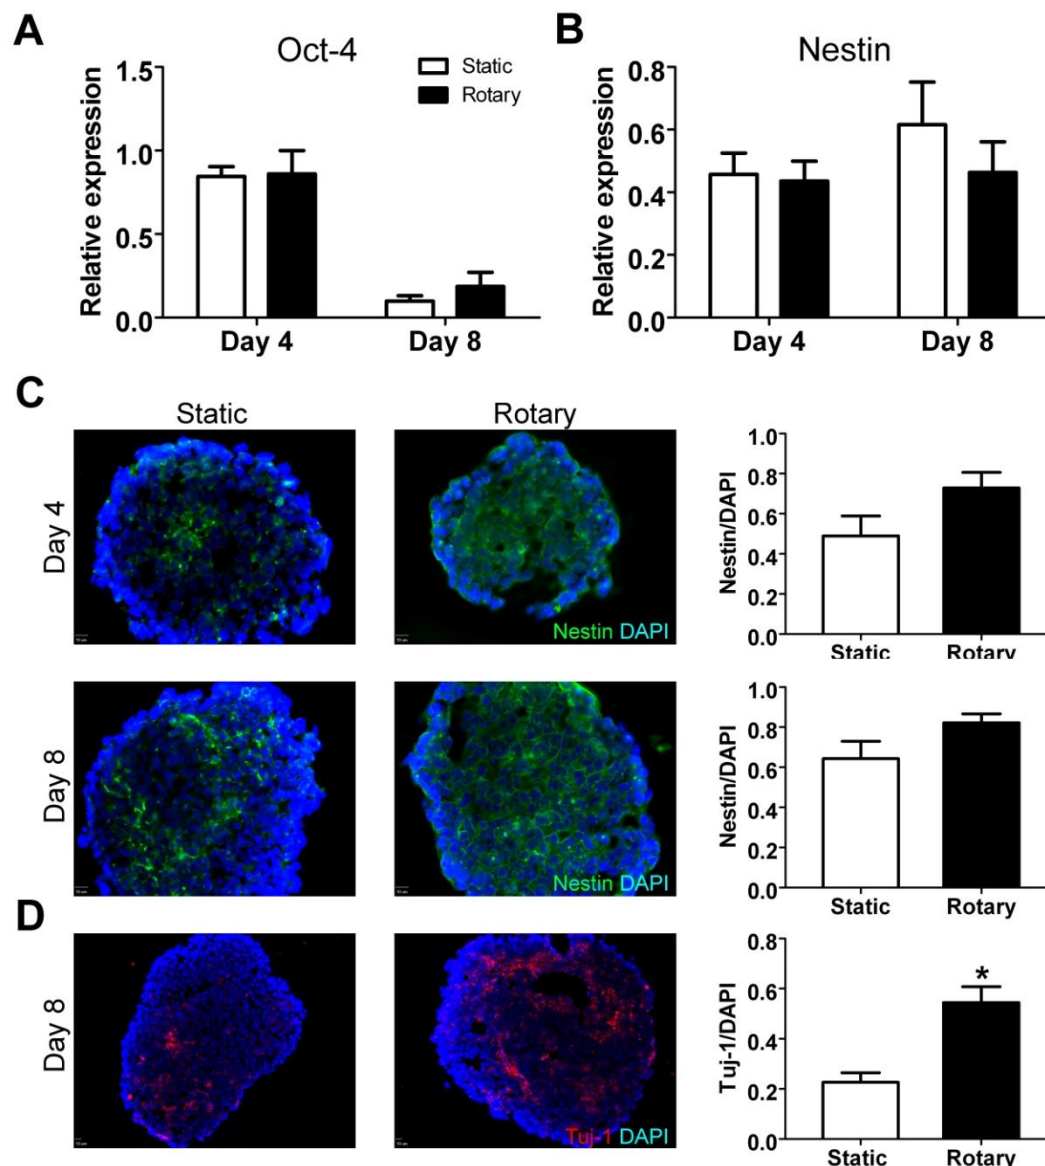 A
Oct-4
Static
Rotary
Relative expression
1.5
1.0
0.5
0.0
Day 4
Day 8
B
Nestin
Relative expression
0.8
0.6
0.4
0.2
0.0
Day 4
Day 8
C
Static
Rotary
Day 4
Nestin DAPI
Nestin/DAPI
1.0
0.8
0.6
0.4
0.2
0.0
Static
Rotary
Day 8
Nestin DAPI
Nestin/DAPI
1.0
0.8
0.6
0.4
0.2
0.0
Static
Rotary
D
Day 8
Tuj-1 DAPI
Tuj-1/DAPI
0.8
0.6
0.4
0.2
0.0
*
Static
Rotary